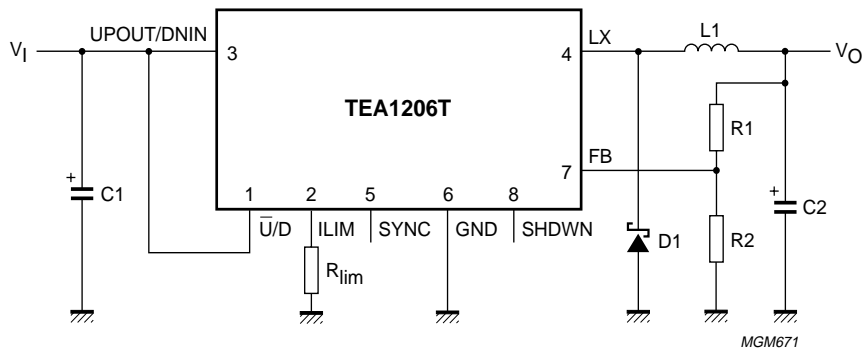 UPOUT/DNIN
V_I
3
TEA1206T
4
LX
L1
V_O
R1
7
FB
C1
1
2
5
6
8
U̅/D
ILIM
SYNC
GND
SHDWN
C2
D1
R2
R_lim
MGM671
+
+